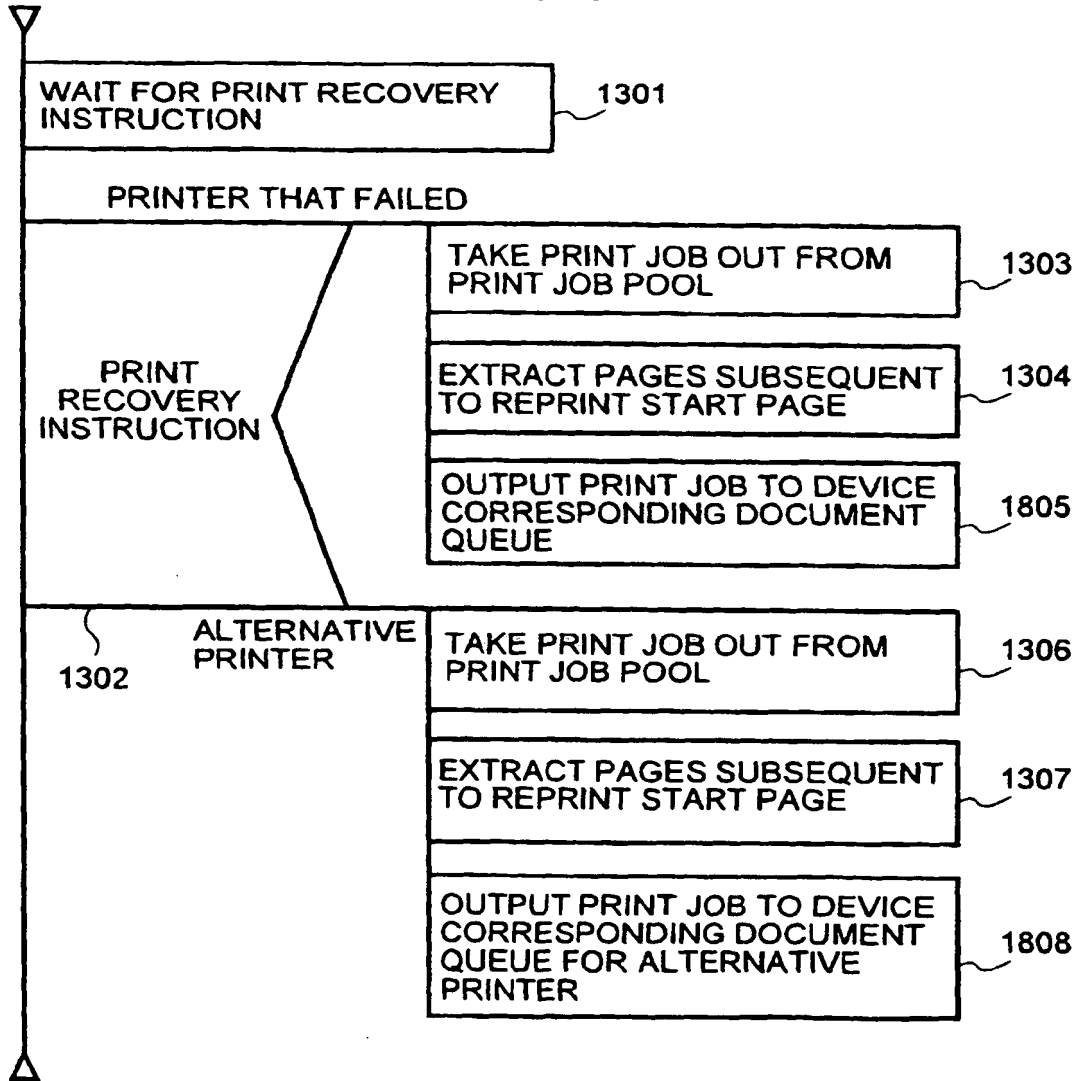 WAIT FOR PRINT RECOVERY
INSTRUCTION
1301
PRINTER THAT FAILED
PRINT
RECOVERY
INSTRUCTION
TAKE PRINT JOB OUT FROM
PRINT JOB POOL
1303
EXTRACT PAGES SUBSEQUENT
TO REPRINT START PAGE
1304
OUTPUT PRINT JOB TO DEVICE
CORRESPONDING DOCUMENT
QUEUE
1805
1302
ALTERNATIVE
PRINTER
TAKE PRINT JOB OUT FROM
PRINT JOB POOL
1306
EXTRACT PAGES SUBSEQUENT
TO REPRINT START PAGE
1307
OUTPUT PRINT JOB TO DEVICE
CORRESPONDING DOCUMENT
QUEUE FOR ALTERNATIVE
PRINTER
1808